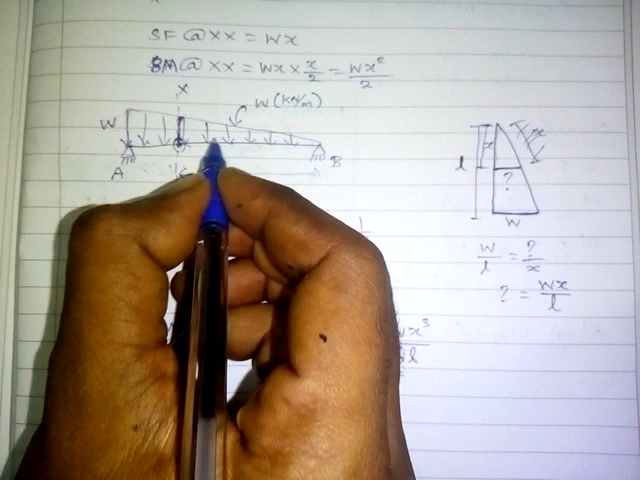 SF @ XX = wx
BM @ XX = wx × x/2 = wx²/2
X
W (kN/m)
W
A
B
x
x
l
?
W
W/l = ?/x
? = Wx/l
x³
l